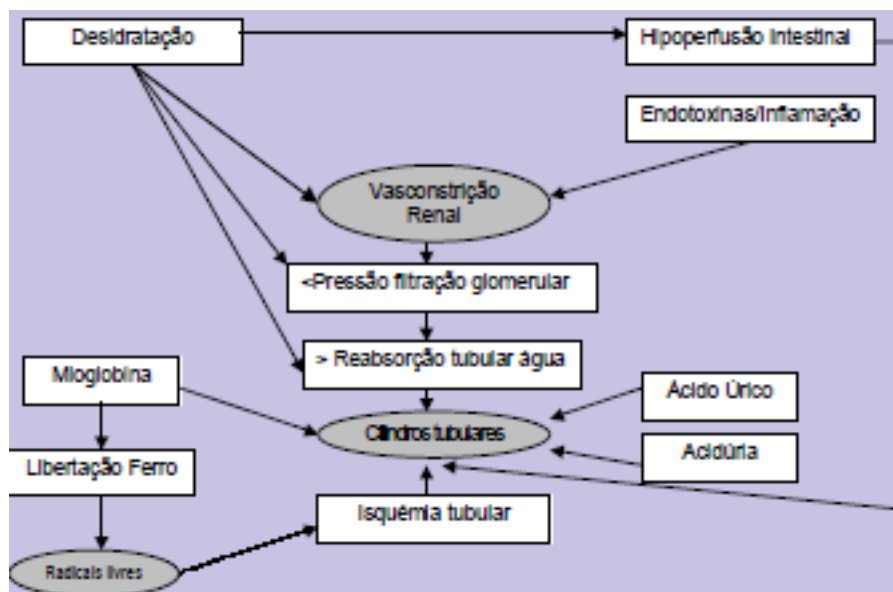 Desidratação
Hipoperfusão Intestinal
Endotoxinas/Inflamação
Vasconstrição
Renal
<Pressão filtração glomerular
> Reabsorção tubular água
Mioglobina
Ácido Úrico
Cilindros tubulares
Acidúria
Libertação Ferro
Isquémia tubular
Radicais livres